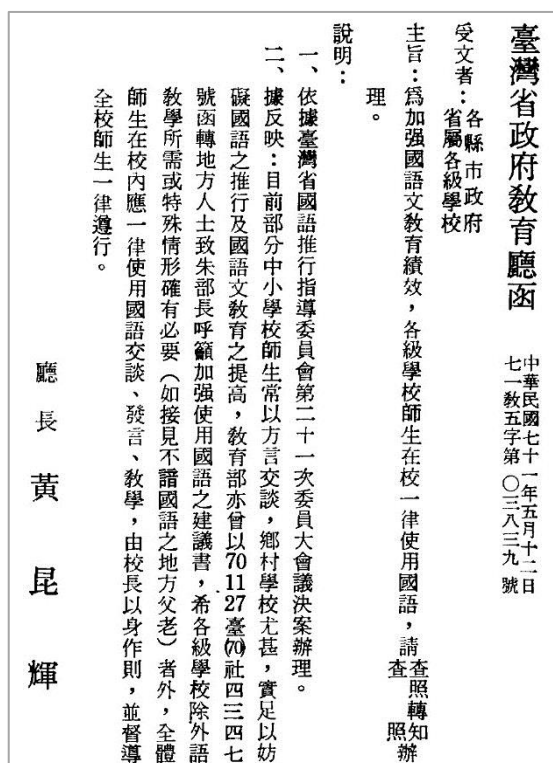 臺灣省政府教育廳函
中華民國七十一年五月十二日
七一教五字第〇三八三九號
受文者：各縣市政府
省屬各級學校
主旨：爲加强國語文教育績效，各級學校師生在校一律使用國語，請查照轉知辦
查照
理。
說明：
一、依據臺灣省國語推行指導委員會第二十一次委員大會議決案辦理。
二、據反映：目前部分中小學校師生常以方言交談，鄉村學校尤甚，實足以妨
礙國語之推行及國語文教育之提高，教育部亦曾以70 11 27臺(70)社四三四七
號函轉地方人士致朱部長呼籲加强使用國語之建議書，希各級學校除外語
教學所需或特殊情形確有必要（如接見不諳國語之地方父老）者外，全體
師生在校內應一律使用國語交談、發言、教學，由校長以身作則，並督導
全校師生一律遵行。
廳長 黃昆輝